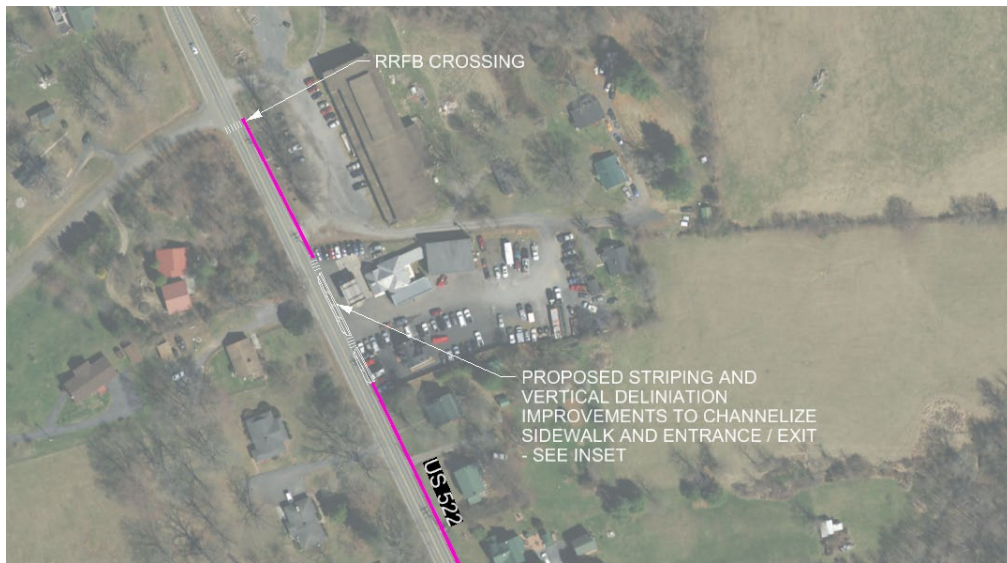 RRFB CROSSING
PROPOSED STRIPING AND
VERTICAL DELINIATION
IMPROVEMENTS TO CHANNELIZE
SIDEWALK AND ENTRANCE / EXIT
- SEE INSET
US 522